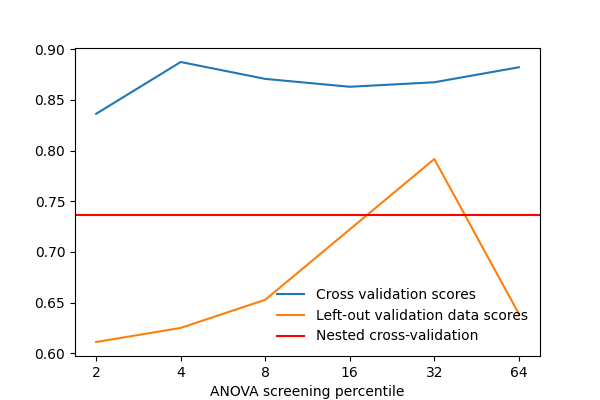 0.90
0.85
0.80
0.75
0.70
0.65
0.60
Cross validation scores
Left-out validation data scores
Nested cross-validation
2 4 8 16 32 64
ANOVA screening percentile